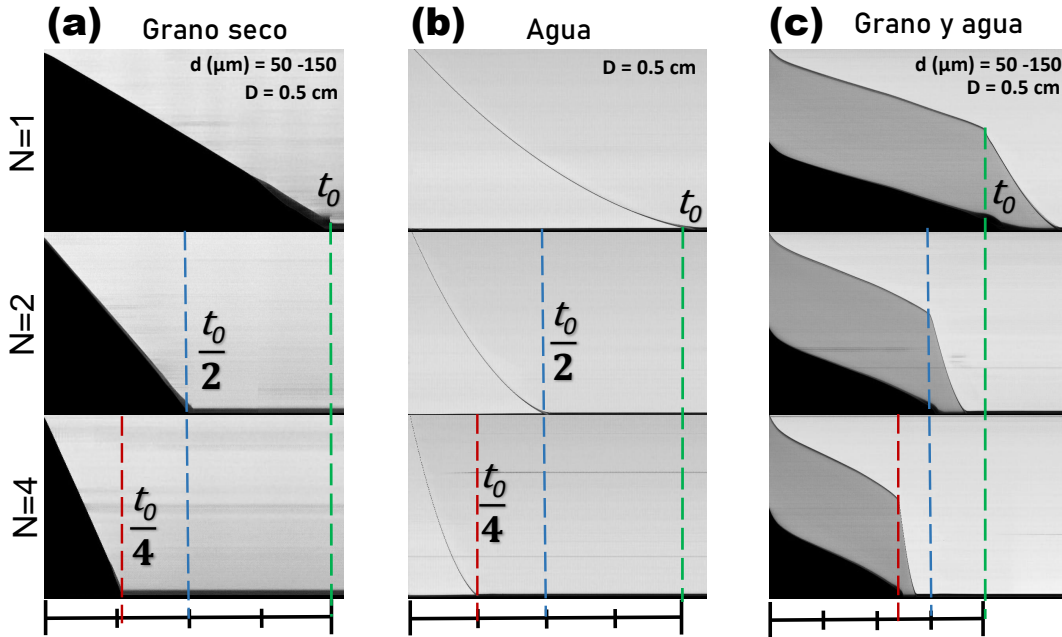 (a) Grano seco
(b) Agua
(c) Grano y agua
N=1
d (μm) = 50 -150
D = 0.5 cm
t₀
D = 0.5 cm
t₀
d (μm) = 50 -150
D = 0.5 cm
t₀
N=2
t₀/2
t₀/2
N=4
t₀/4
t₀/4